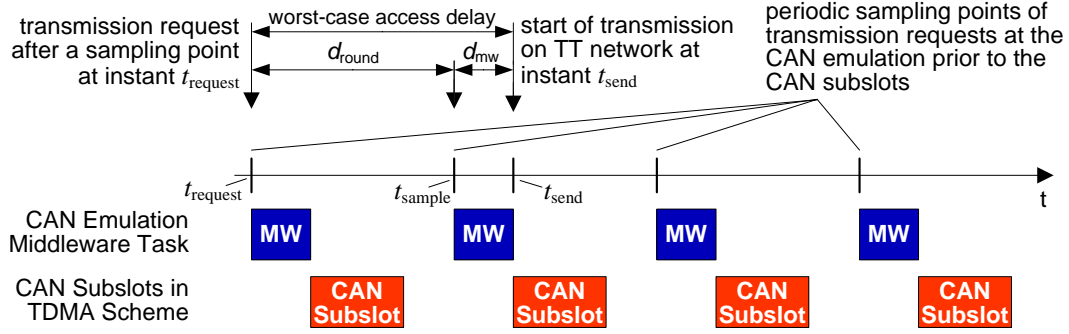 transmission request
after a sampling point
at instant t_request
worst-case access delay
d_round
d_mw
start of transmission
on TT network at
instant t_send
periodic sampling points of
transmission requests at the
CAN emulation prior to the
CAN subslots
t_request
t_sample
t_send
t
CAN Emulation
Middleware Task
MW
MW
MW
MW
CAN Subslots in
TDMA Scheme
CAN
Subslot
CAN
Subslot
CAN
Subslot
CAN
Subslot